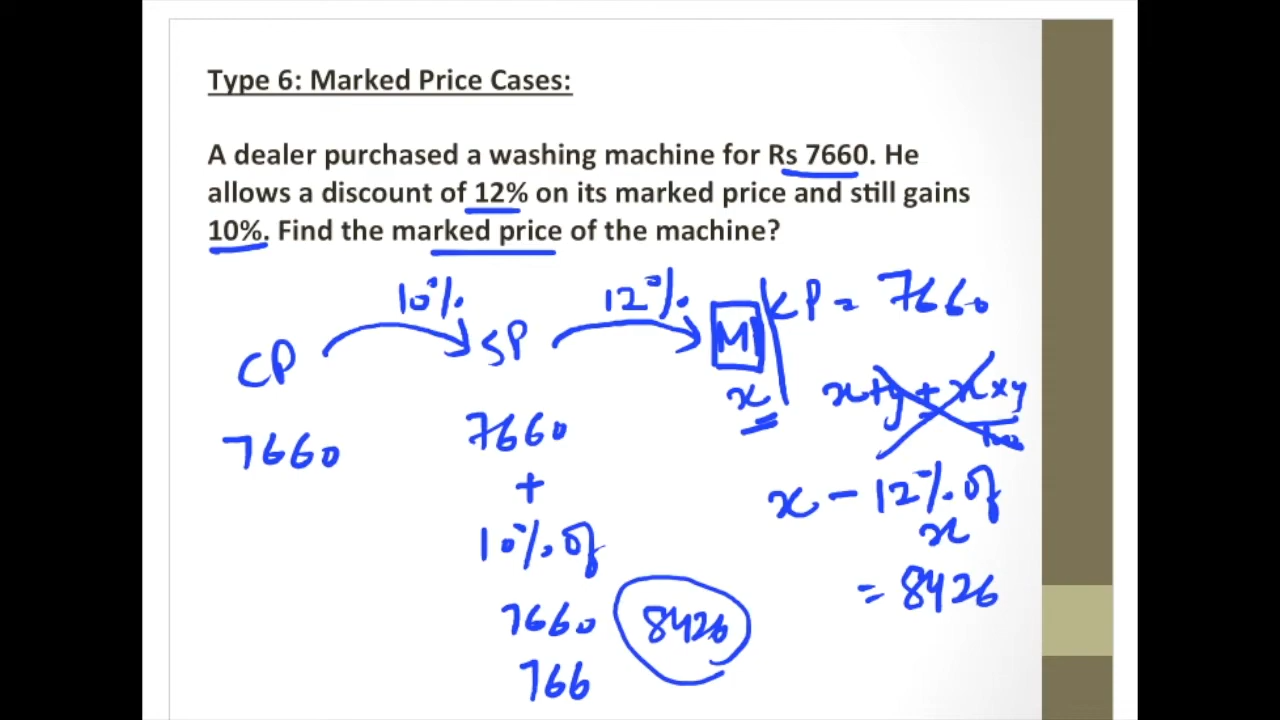 Type 6: Marked Price Cases:
A dealer purchased a washing machine for Rs 7660. He
allows a discount of 12% on its marked price and still gains
10%. Find the marked price of the machine?
10% 12%
CP SP MP CP = 7660
x x+y+ x×y
7660 7660
+ x - 12% of
x
10% of
= 8426
7660 8426
766